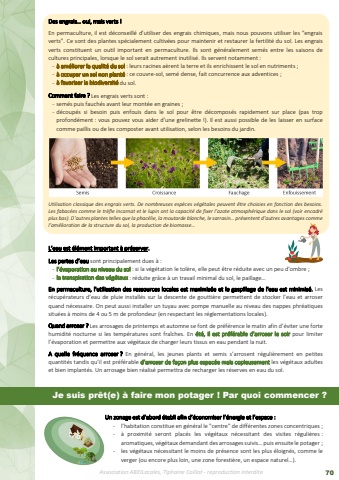 Des engrais... oui, mais verts !
En permaculture, il est déconseillé d'utiliser des engrais chimiques, mais nous pouvons utiliser les "engrais
verts". Ce sont des plantes spécialement cultivées pour maintenir et restaurer la fertilité du sol. Les engrais
verts constituent un outil important en permaculture. Ils sont généralement semés entre les saisons de
cultures principales, lorsque le sol serait autrement inutilisé. Ils servent notamment :
- à améliorer la qualité du sol : leurs racines aèrent la terre et ils enrichissent le sol en nutriments ;
- à occuper un sol non planté : ce couvre-sol, semé dense, fait concurrence aux adventices ;
- à favoriser la biodiversité du sol.
Comment faire ? Les engrais verts sont :
- semés puis fauchés avant leur montée en graines ;
- découpés si besoin puis enfouis dans le sol pour être décomposés rapidement sur place (pas trop
profondément : vous pouvez vous aider d'une grelinette !). Il est aussi possible de les laisser en surface
comme paillis ou de les composter avant utilisation, selon les besoins du jardin.
Semis
Croissance
Fauchage
Enfouissement
Utilisation classique des engrais verts. De nombreuses espèces végétales peuvent être choisies en fonction des besoins.
Les fabacées comme le trèfle incarnat et le lupin ont la capacité de fixer l'azote atmosphérique dans le sol (voir encadré
plus bas). D'autres plantes telles que la phacélie, la moutarde blanche, le sarrasin... présentent d'autres avantages comme
l'amélioration de la structure du sol, la production de biomasse...
L'eau est élément important à préserver.
Les pertes d'eau sont principalement dues à :
- l'évaporation au niveau du sol : si la végétation le tolère, elle peut être réduite avec un peu d'ombre ;
- la transpiration des végétaux : réduite grâce à un travail minimal du sol, le paillage...
En permaculture, l'utilisation des ressources locales est maximisée et le gaspillage de l'eau est minimisé. Les
récupérateurs d'eau de pluie installés sur la descente de gouttière permettent de stocker l'eau et arroser
quand nécessaire. On peut aussi installer un tuyau avec pompe manuelle au niveau des nappes phréatiques
situées à moins de 4 ou 5 m de profondeur (en respectant les réglementations locales).
Quand arroser ? Les arrosages de printemps et automne se font de préférence le matin afin d'éviter une forte
humidité nocturne si les températures sont fraîches. En été, il est préférable d'arroser le soir pour limiter
l'évaporation et permettre aux végétaux de charger leurs tissus en eau pendant la nuit.
A quelle fréquence arroser ? En général, les jeunes plants et semis s'arrosent régulièrement en petites
quantités tandis qu'il est préférable d'arroser de façon plus espacée mais copieusement les végétaux adultes
et bien implantés. Un arrosage bien réalisé permettra de recharger les réserves en eau du sol.
Je suis prêt(e) à faire mon potager ! Par quoi commencer ?
Un zonage est d'abord établi afin d'économiser l'énergie et l'espace :
- l'habitation constitue en général le "centre" de différentes zones concentriques ;
- à proximité seront placés les végétaux nécessitant des visites régulières :
aromatiques, végétaux demandant des arrosages suivis... puis ensuite le potager ;
- les végétaux nécessitant le moins de présence sont les plus éloignés, comme le
verger (ou encore plus loin, une zone forestière, un espace naturel...).
70